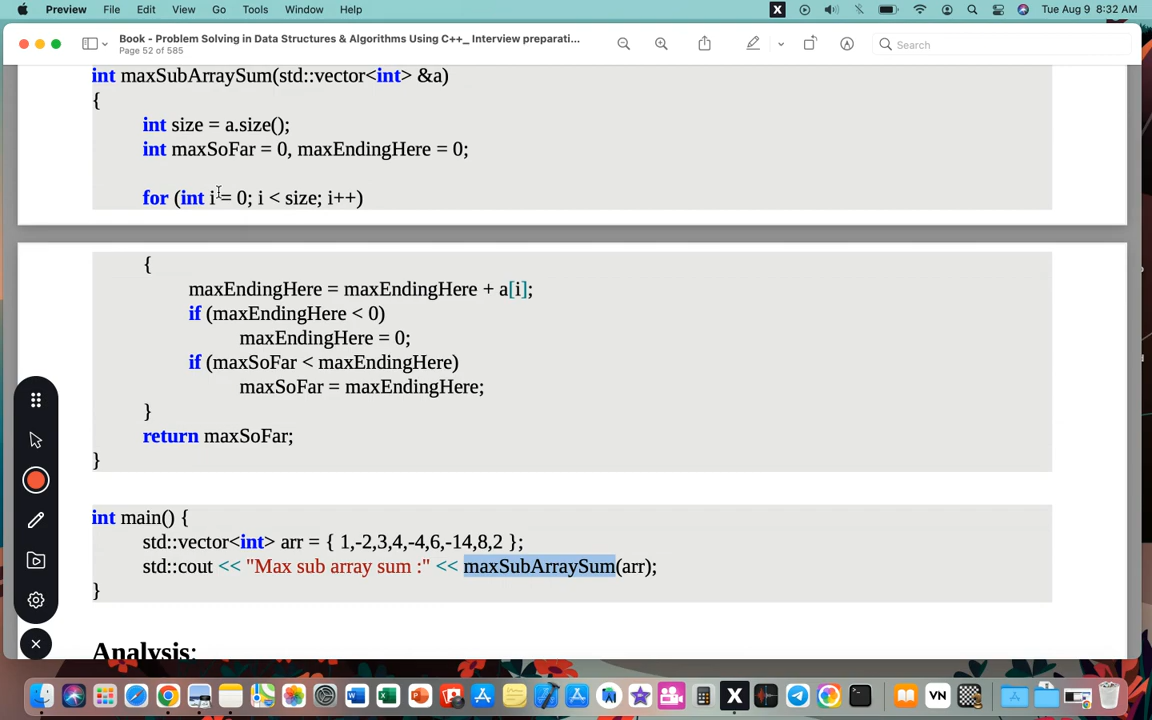 Preview File Edit View Go Tools Window Help X Tue Aug 9 8:32 AM
Book - Problem Solving in Data Structures & Algorithms Using C++_ Interview preparati...
Page 52 of 585
Search
int maxSubArraySum(std::vector<int> &a)
{
int size = a.size();
int maxSoFar = 0, maxEndingHere = 0;
for (int i = 0; i < size; i++)
{
maxEndingHere = maxEndingHere + a[i];
if (maxEndingHere < 0)
maxEndingHere = 0;
if (maxSoFar < maxEndingHere)
maxSoFar = maxEndingHere;
}
return maxSoFar;
}
int main() {
std::vector<int> arr = { 1,-2,3,4,-4,6,-14,8,2 };
std::cout << "Max sub array sum :" << maxSubArraySum(arr);
}
Analysis: